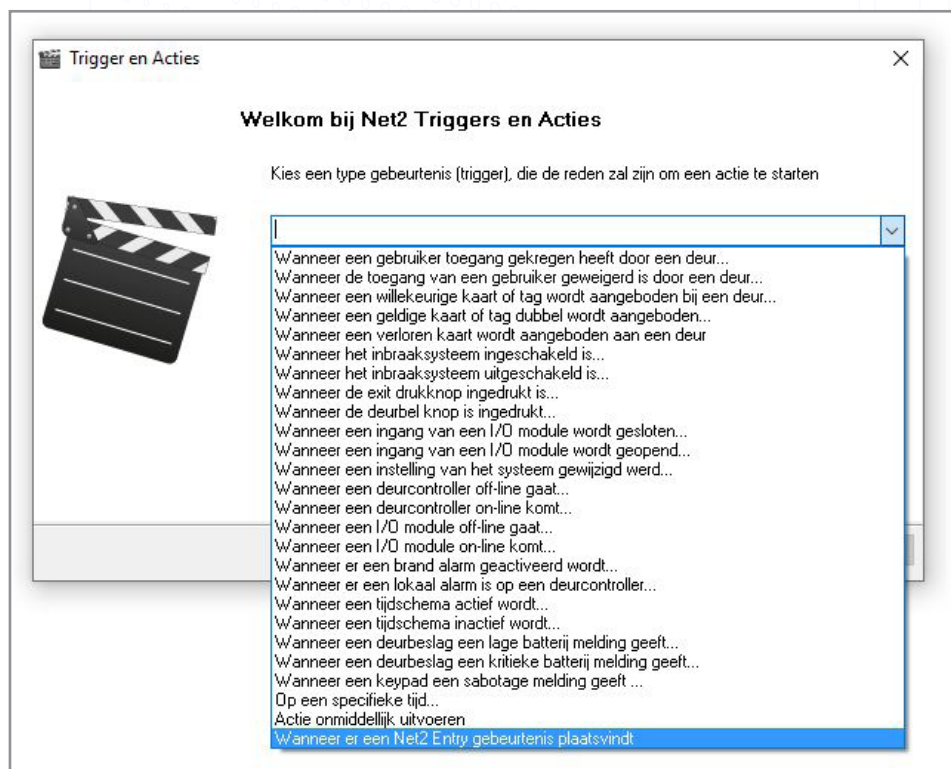 Trigger en Acties
Welkom bij Net2 Triggers en Acties
Kies een type gebeurtenis (trigger), die de reden zal zijn om een actie te starten
Wanneer een gebruiker toegang gekregen heeft door een deur...
Wanneer de toegang van een gebruiker geweigerd is door een deur...
Wanneer een willekeurige kaart of tag wordt aangeboden bij een deur...
Wanneer een geldige kaart of tag dubbel wordt aangeboden...
Wanneer een verloren kaart wordt aangeboden aan een deur
Wanneer het inbraaksysteem ingeschakeld is...
Wanneer het inbraaksysteem uitgeschakeld is...
Wanneer de exit drukknop ingedrukt is...
Wanneer de deurbel knop is ingedrukt...
Wanneer een ingang van een I/O module wordt gesloten...
Wanneer een ingang van een I/O module wordt geopend...
Wanneer een instelling van het systeem gewijzigd werd...
Wanneer een deurcontroller off-line gaat...
Wanneer een deurcontroller on-line komt...
Wanneer een I/O module off-line gaat...
Wanneer een I/O module on-line komt...
Wanneer er een brand alarm geactiveerd wordt...
Wanneer er een lokaal alarm is op een deurcontroller...
Wanneer een tijdschema actief wordt...
Wanneer een tijdschema inactief wordt...
Wanneer een deurbeslag een lage batterij melding geeft...
Wanneer een deurbeslag een kritieke batterij melding geeft...
Wanneer een keypad een sabotage melding geeft ...
Op een specifieke tijd...
Actie onmiddellijk uitvoeren
Wanneer er een Net2 Entry gebeurtenis plaatsvindt